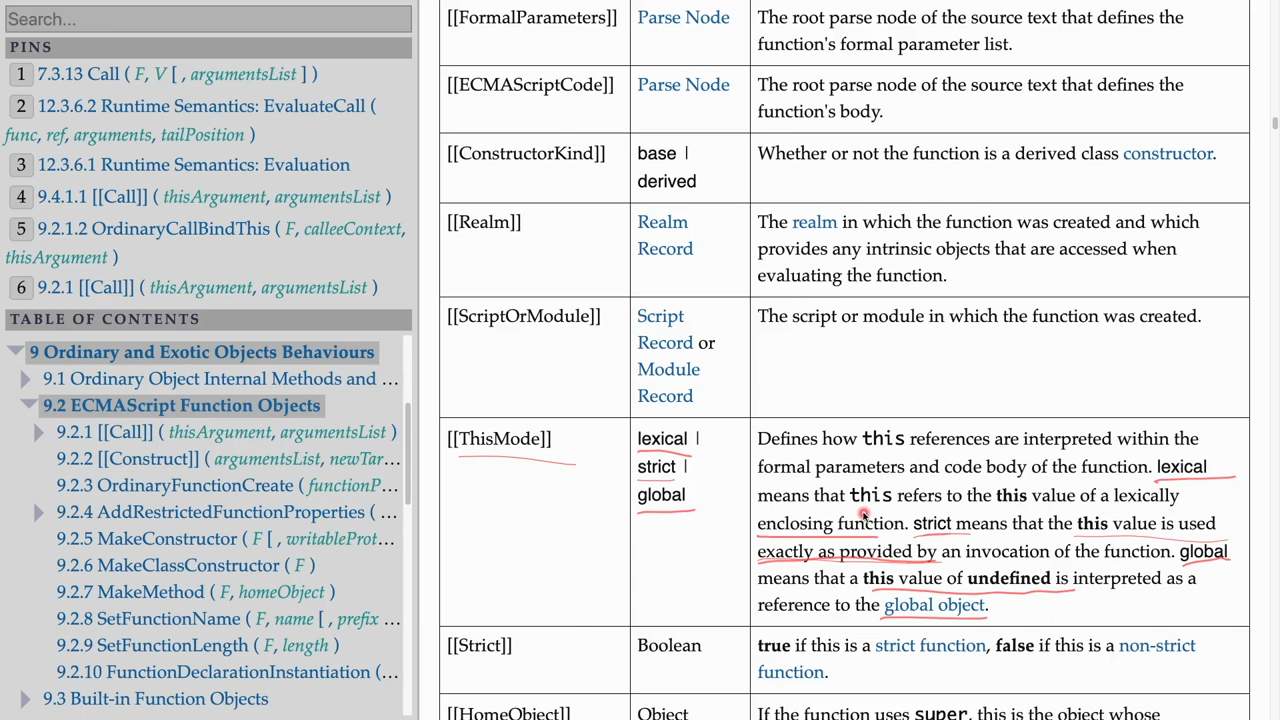 Search...
PINS
1 7.3.13 Call ( F, V [ , argumentsList ] )
2 12.3.6.2 Runtime Semantics: EvaluateCall (
func, ref, arguments, tailPosition )
3 12.3.6.1 Runtime Semantics: Evaluation
4 9.4.1.1 [[Call]] ( thisArgument, argumentsList )
5 9.2.1.2 OrdinaryCallBindThis ( F, calleeContext,
thisArgument )
6 9.2.1 [[Call]] ( thisArgument, argumentsList )
TABLE OF CONTENTS
9 Ordinary and Exotic Objects Behaviours
9.1 Ordinary Object Internal Methods and …
9.2 ECMAScript Function Objects
9.2.1 [[Call]] ( thisArgument, argumentsList )
9.2.2 [[Construct]] ( argumentsList, newTar…
9.2.3 OrdinaryFunctionCreate ( functionP…
9.2.4 AddRestrictedFunctionProperties ( …
9.2.5 MakeConstructor ( F [, writableProt…
9.2.6 MakeClassConstructor ( F )
9.2.7 MakeMethod ( F, homeObject )
9.2.8 SetFunctionName ( F, name [ , prefix …
9.2.9 SetFunctionLength ( F, length )
9.2.10 FunctionDeclarationInstantiation (…
9.3 Built-in Function Objects
[[FormalParameters]] Parse Node The root parse node of the source text that defines the
function's formal parameter list.
[[ECMAScriptCode]] Parse Node The root parse node of the source text that defines the
function's body.
[[ConstructorKind]] base | Whether or not the function is a derived class constructor.
derived
[[Realm]] Realm The realm in which the function was created and which
Record provides any intrinsic objects that are accessed when
evaluating the function.
[[ScriptOrModule]] Script The script or module in which the function was created.
Record or
Module
Record
[[ThisMode]] lexical | Defines how this references are interpreted within the
strict | formal parameters and code body of the function. lexical
global means that this refers to the this value of a lexically
enclosing function. strict means that the this value is used
exactly as provided by an invocation of the function. global
means that a this value of undefined is interpreted as a
reference to the global object.
[[Strict]] Boolean true if this is a strict function, false if this is a non-strict
function.
[[HomeObject]] Object If the function uses super, this is the object whose